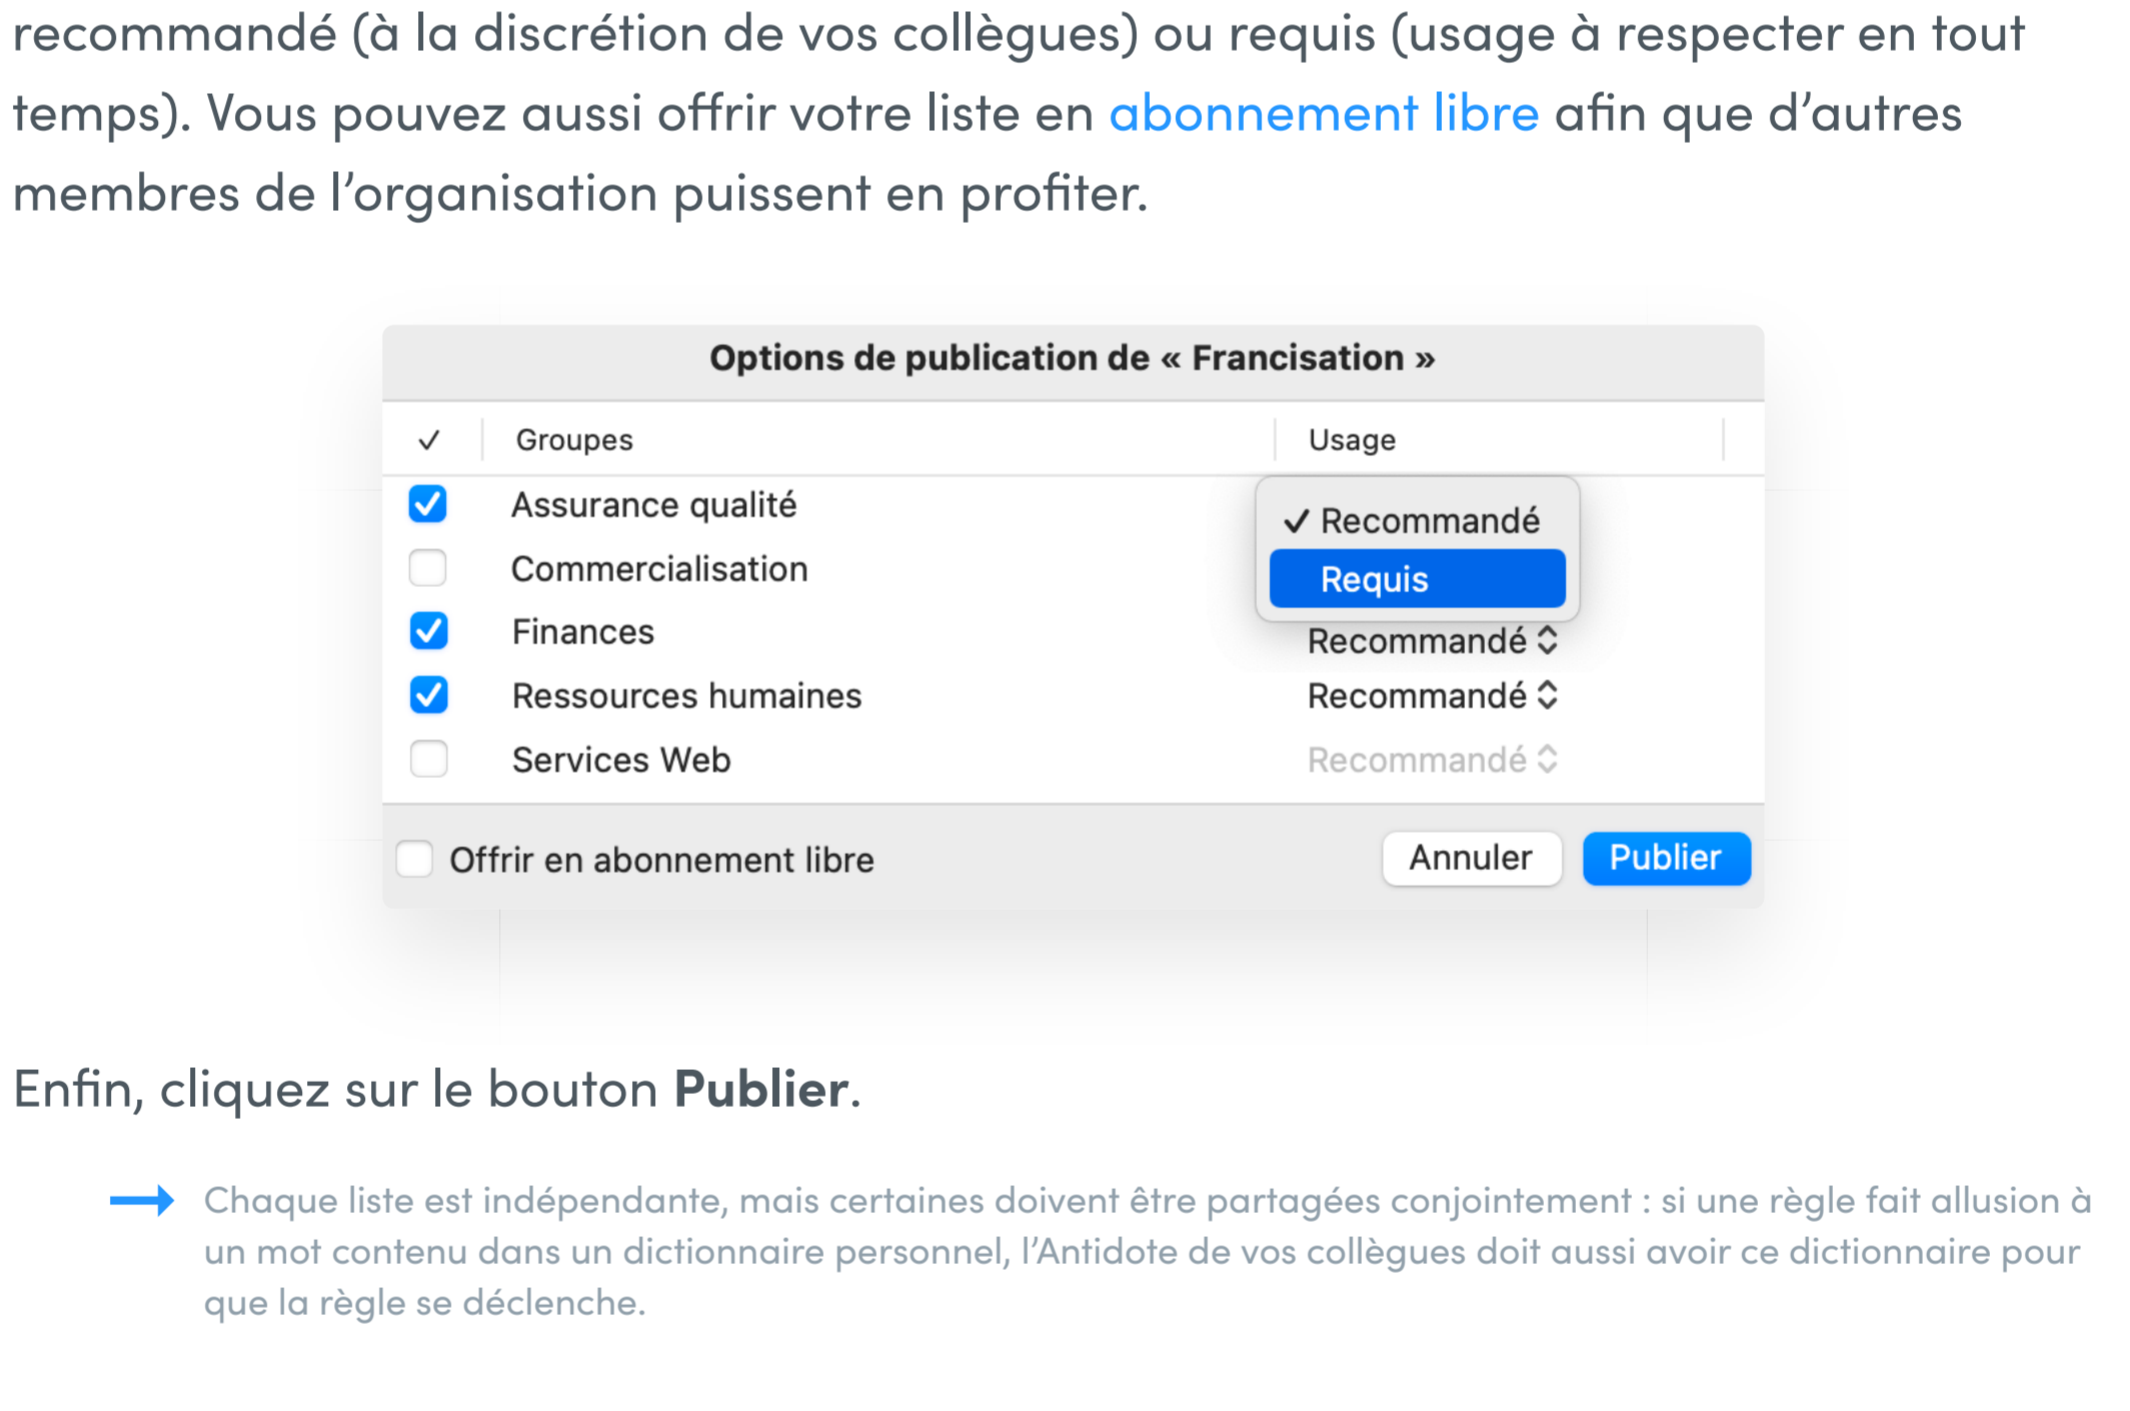 recommandé (à la discrétion de vos collègues) ou requis (usage à respecter en tout
temps). Vous pouvez aussi offrir votre liste en abonnement libre afin que d’autres
membres de l’organisation puissent en profiter.
Options de publication de « Francisation »
✓ Groupes Usage
Assurance qualité
✓ Recommandé
Commercialisation
Requis
Finances Recommandé
Ressources humaines Recommandé
Services Web Recommandé
Offrir en abonnement libre Annuler Publier
Enfin, cliquez sur le bouton Publier.
Chaque liste est indépendante, mais certaines doivent être partagées conjointement : si une règle fait allusion à
un mot contenu dans un dictionnaire personnel, l’Antidote de vos collègues doit aussi avoir ce dictionnaire pour
que la règle se déclenche.